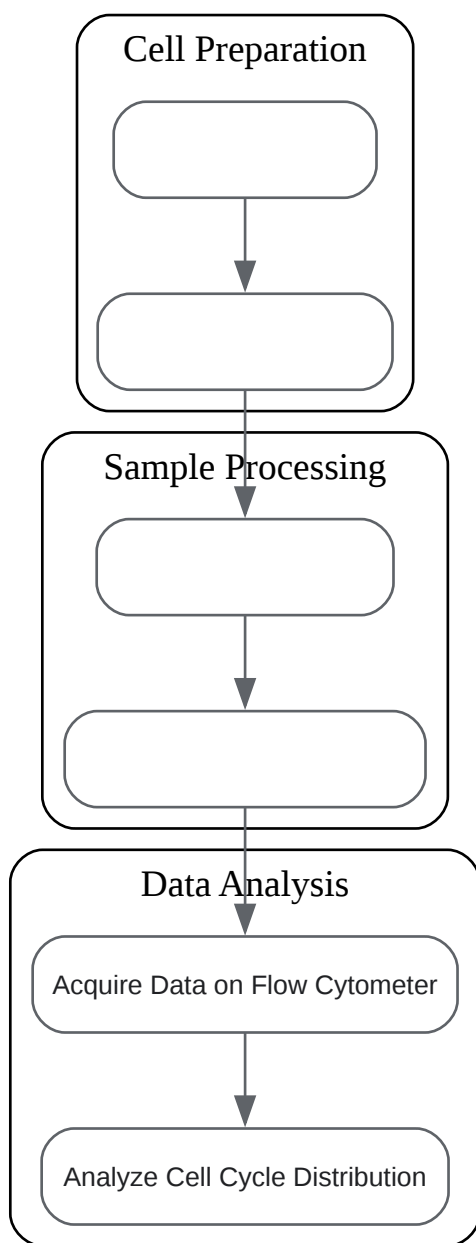 Cell Preparation
Sample Processing
Data Analysis
Acquire Data on Flow Cytometer
Analyze Cell Cycle Distribution